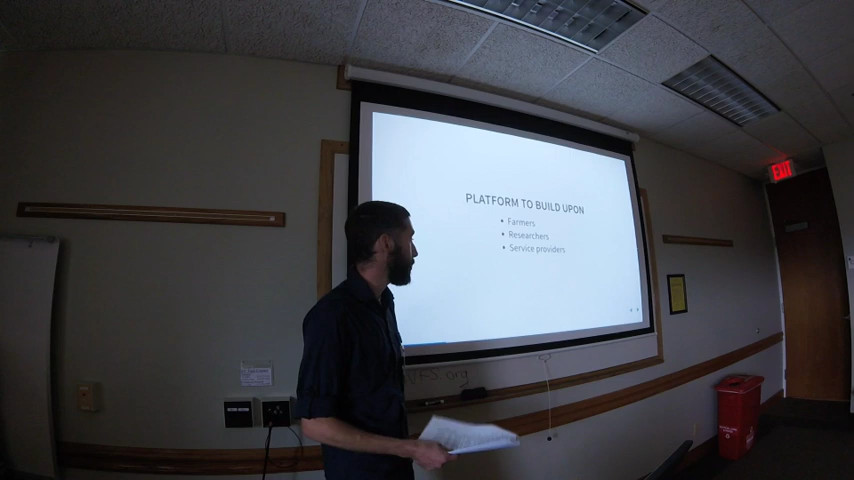 EXIT
PLATFORM TO BUILD UPON
• Farmers
• Researchers
• Service providers